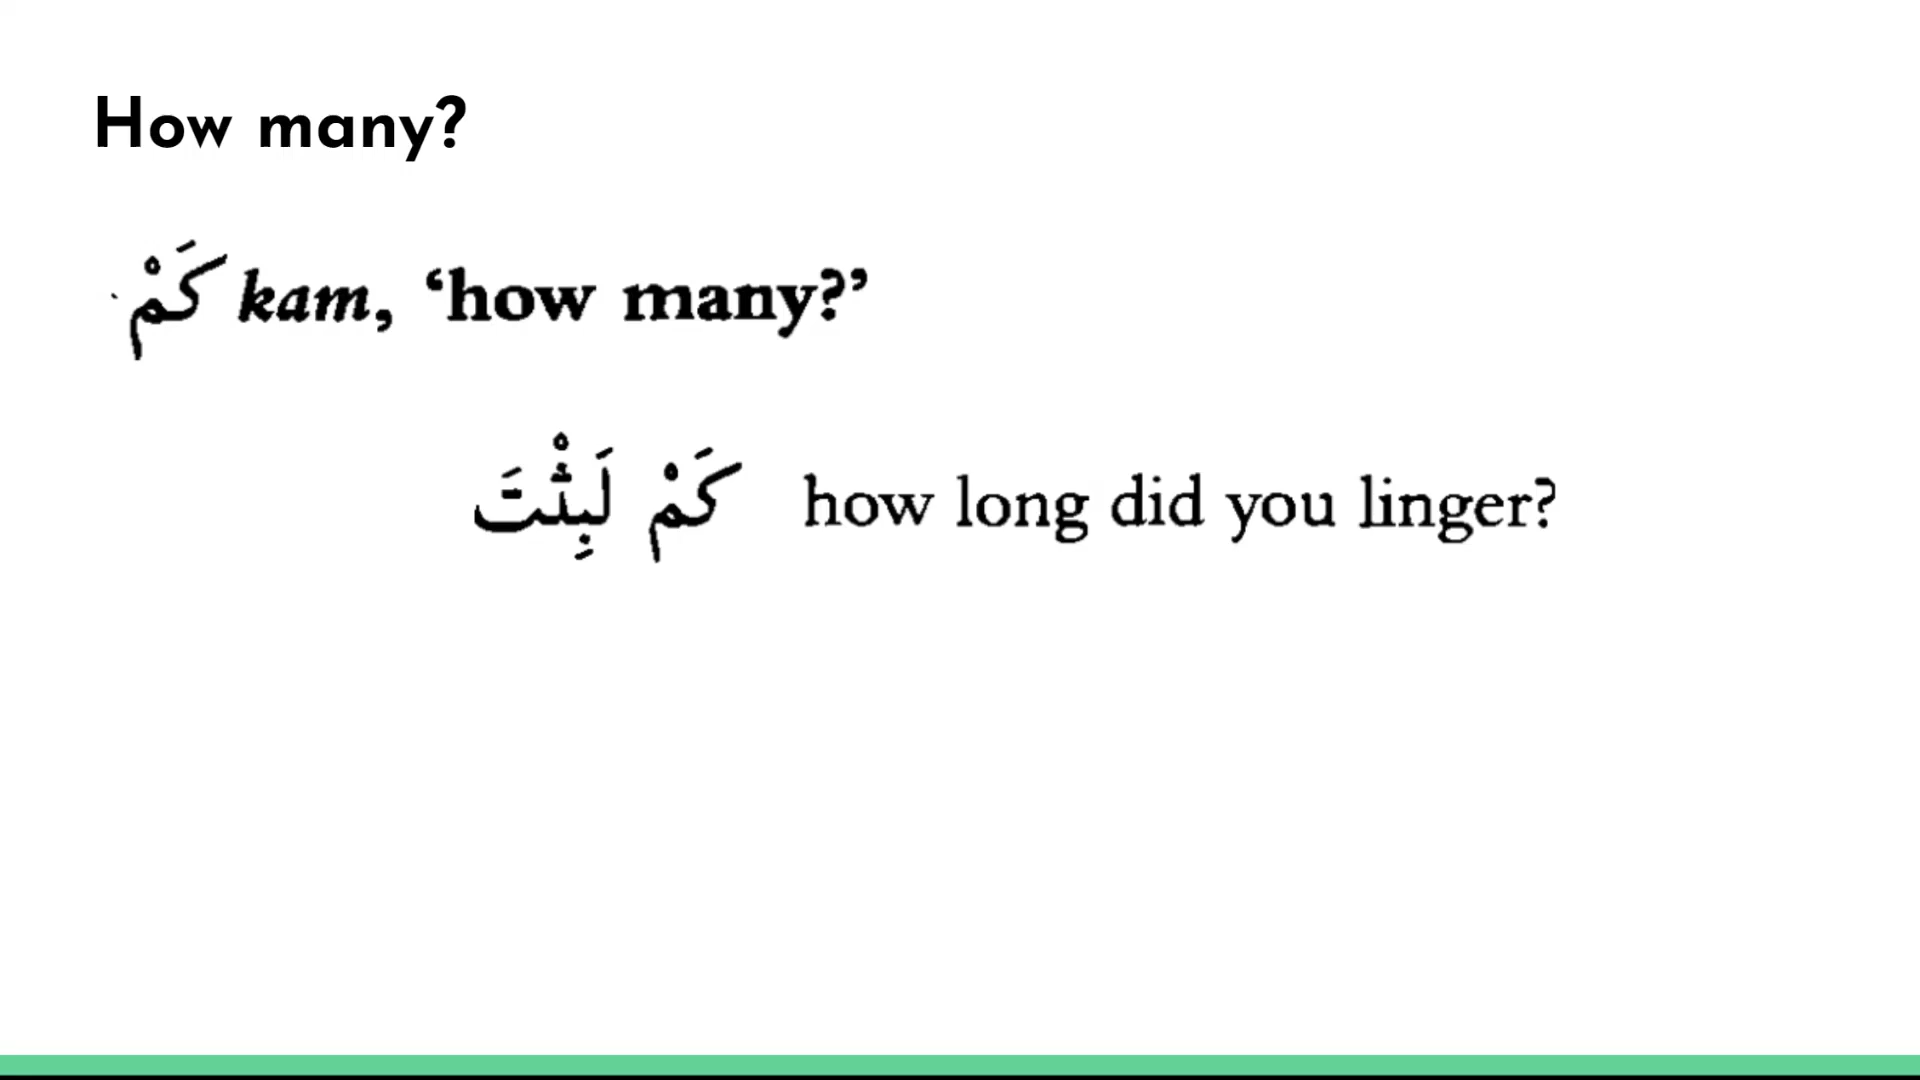 How many?
كَمْ kam, ‘how many?’
كَمْ لَبِثْتَ how long did you linger?